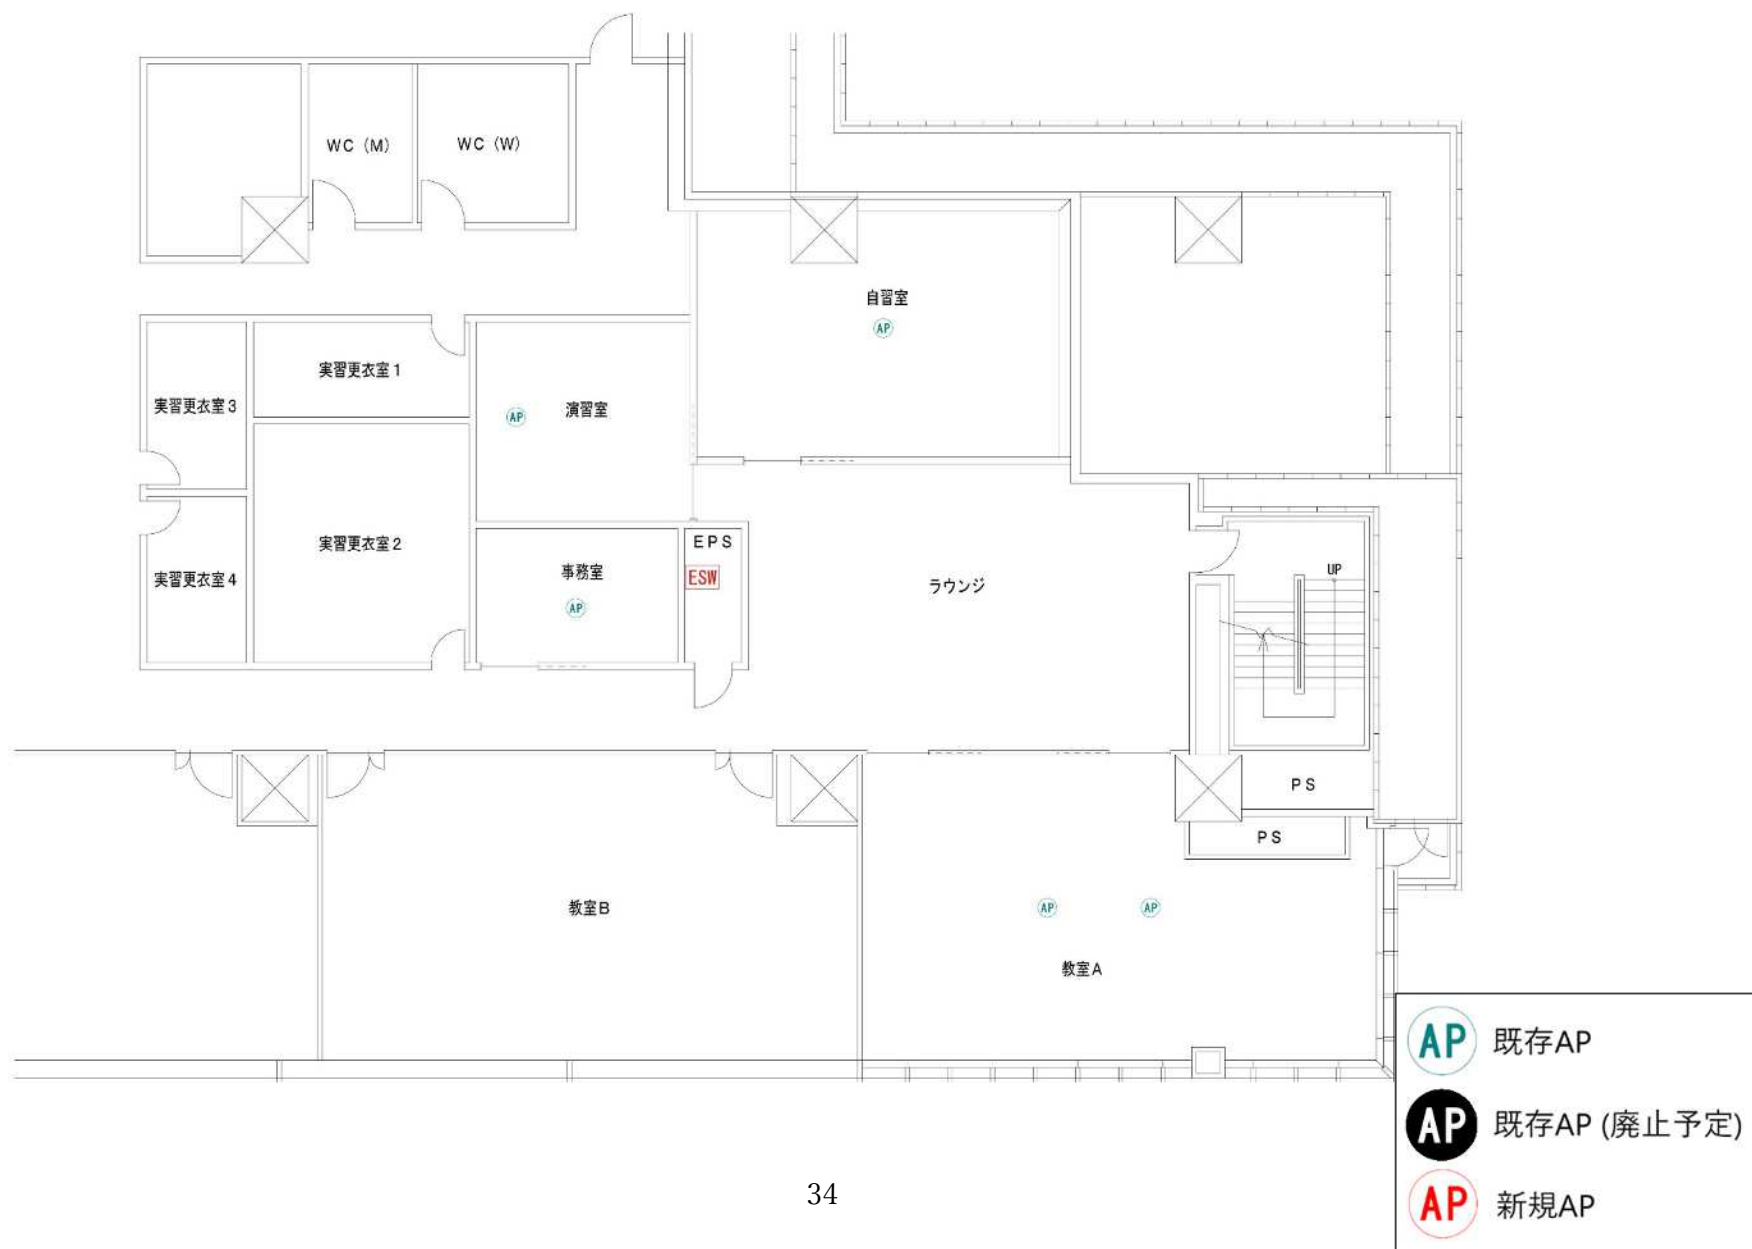 WC (M)
WC (W)
自習室
AP
実習更衣室1
実習更衣室3
AP
演習室
EPS
実習更衣室2
事務室
ESW
UP
実習更衣室4
ラウンジ
AP
PS
PS
教室B
AP
AP
教室A
AP 既存AP
AP 既存AP (廃止予定)
AP 新規AP
34